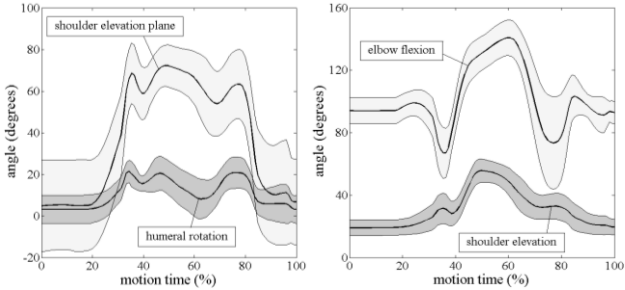 100
80
60
40
20
0
-20
angle (degrees)
shoulder elevation plane
humeral rotation
0 20 40 60 80 100
motion time (%)
160
120
80
40
0
angle (degrees)
elbow flexion
shoulder elevation
0 20 40 60 80 100
motion time (%)